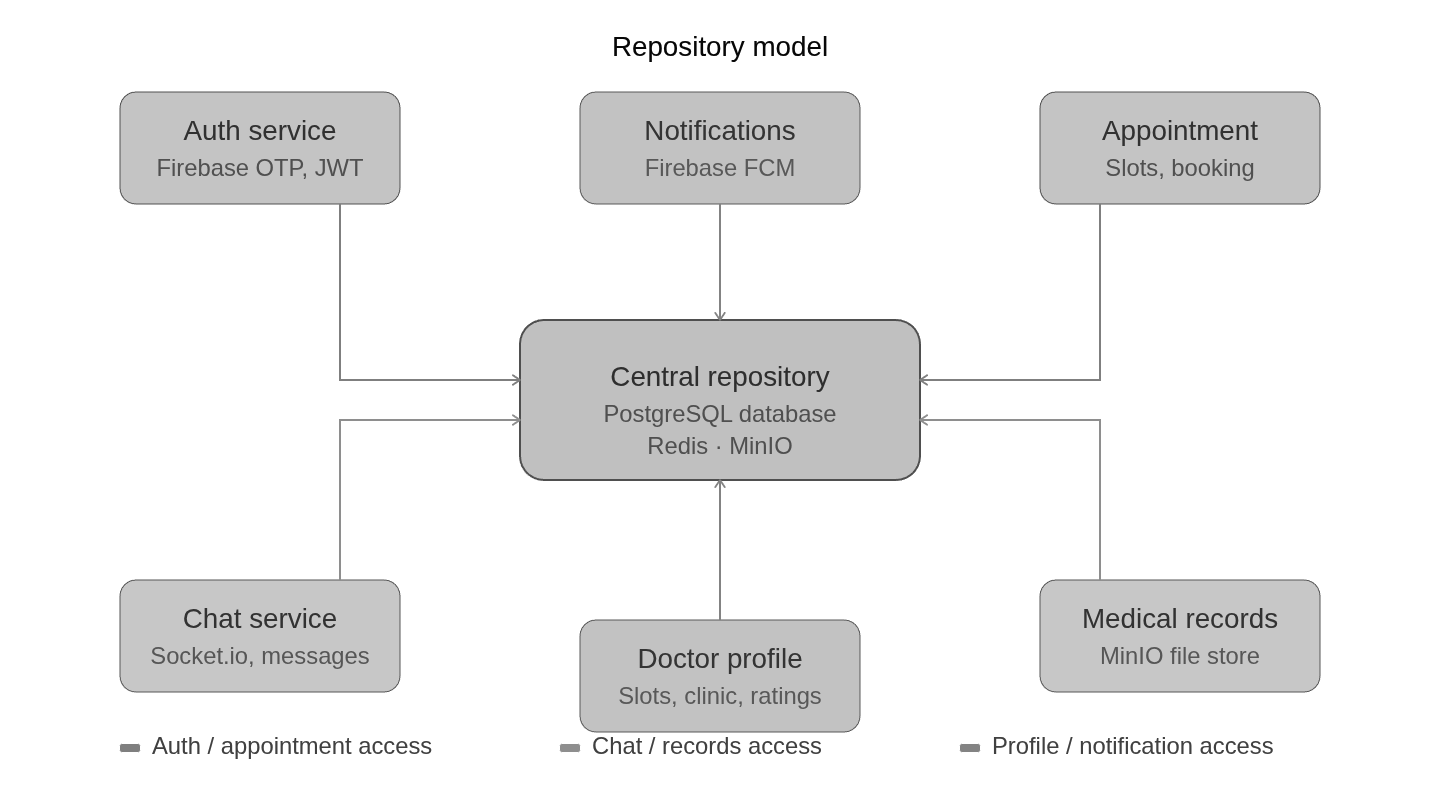 Repository model
Auth service
Firebase OTP, JWT
Notifications
Firebase FCM
Appointment
Slots, booking
Central repository
PostgreSQL database
Redis · MinIO
Chat service
Socket.io, messages
Doctor profile
Slots, clinic, ratings
Medical records
MinIO file store
Auth / appointment access
Chat / records access
Profile / notification access